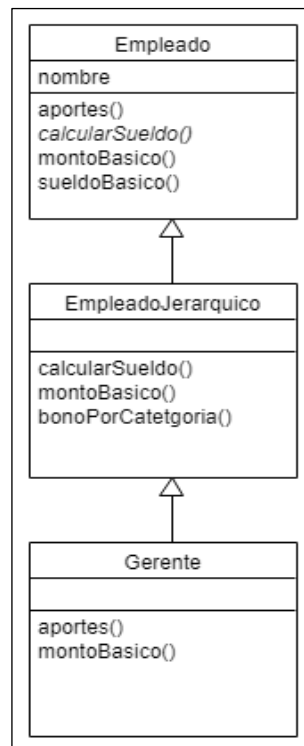 Empleado
nombre
aportes()
calcularSueldo()
montoBasico()
sueldoBasico()
EmpleadoJerarquico
calcularSueldo()
montoBasico()
bonoPorCatetgoria()
Gerente
aportes()
montoBasico()